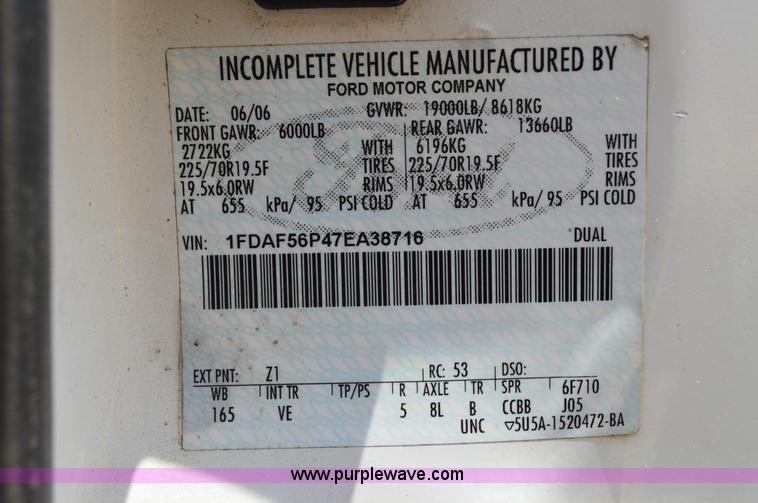 INCOMPLETE VEHICLE MANUFACTURED BY
FORD MOTOR COMPANY
DATE: 06/06 GVWR: 19000LB/ 8618KG
FRONT GAWR: 6000LB REAR GAWR: 13660LB
2722KG WITH 6196KG WITH
225/70R19.5F TIRES 225/70R19.5F TIRES
19.5x6.0RW RIMS 19.5x6.0RW RIMS
AT 655 kPa/ 95 PSI COLD AT 655 kPa/ 95 PSI COLD
VIN: 1FDAF56P47EA38716 DUAL
EXT PNT: Z1 RC: 53 DSO:
WB INT TR TP/PS R AXLE TR SPR 6F710
165 VE 5 8L B CCBB J05
UNC ▽5U5A-1520472-BA
www.purplewave.com